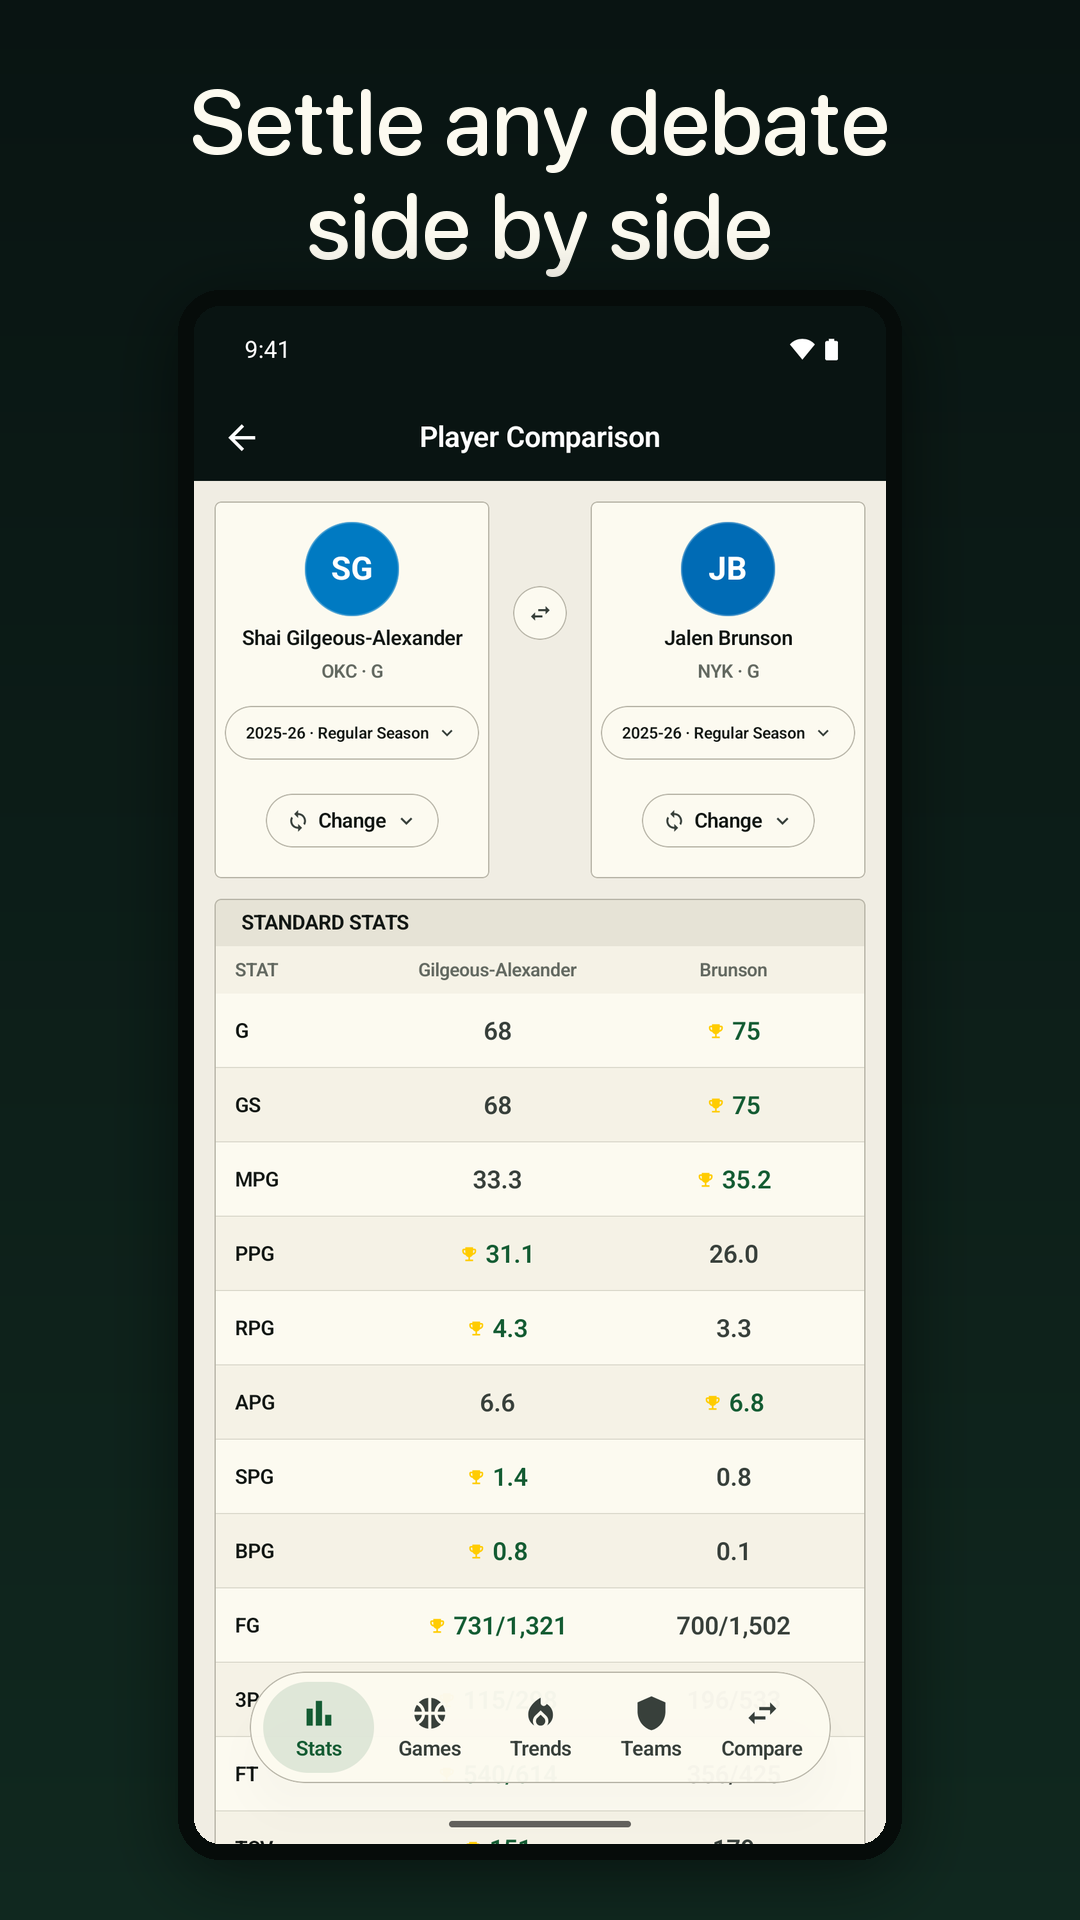 Settle any debate
side by side
9:41
Player Comparison
SG
JB
Shai Gilgeous-Alexander
Jalen Brunson
OKC · G
NYK · G
2025-26 · Regular Season
2025-26 · Regular Season
Change
Change
STANDARD STATS
STAT Gilgeous-Alexander Brunson
G 68 75
GS 68 75
MPG 33.3 35.2
PPG 31.1 26.0
RPG 4.3 3.3
APG 6.6 6.8
SPG 1.4 0.8
BPG 0.8 0.1
FG 731/1,321 700/1,502
Stats Games Trends Teams Compare
FT 540/614 356/425